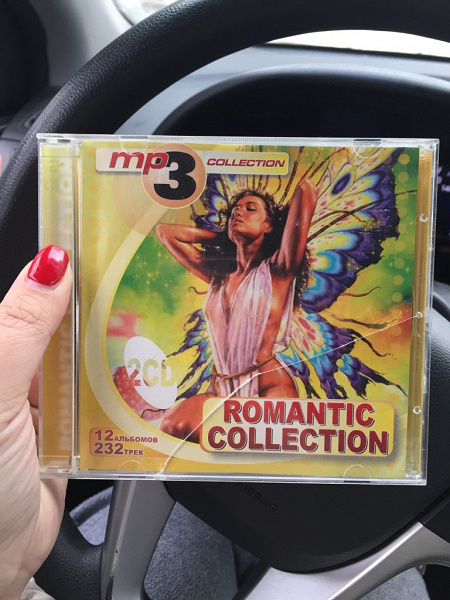 mp3 COLLECTION
2CD
ROMANTIC
COLLECTION
12 АЛЬБОМОВ
232 ТРЕК